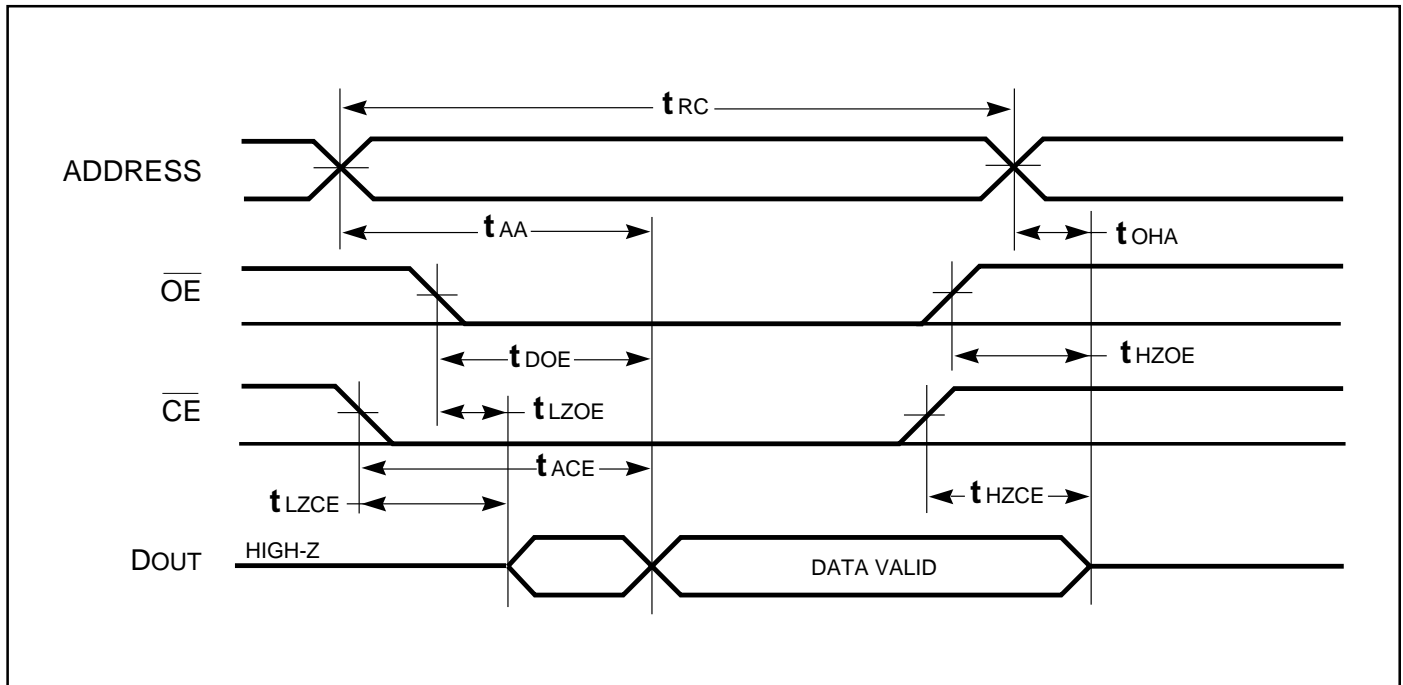 tRC
ADDRESS
tAA
tOHA
OE
tDOE
tHZOE
CE
tLZOE
tACE
tLZCE
tHZCE
DOUT
HIGH-Z
DATA VALID